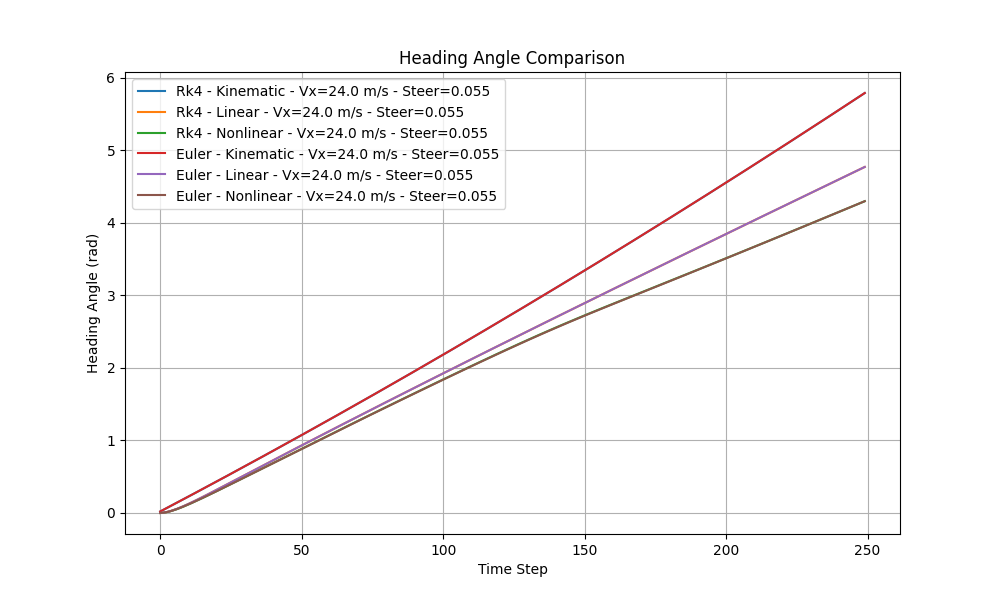 Heading Angle Comparison
Rk4 - Kinematic - Vx=24.0 m/s - Steer=0.055
Rk4 - Linear - Vx=24.0 m/s - Steer=0.055
Rk4 - Nonlinear - Vx=24.0 m/s - Steer=0.055
Euler - Kinematic - Vx=24.0 m/s - Steer=0.055
Euler - Linear - Vx=24.0 m/s - Steer=0.055
Euler - Nonlinear - Vx=24.0 m/s - Steer=0.055
Heading Angle (rad)
6
5
4
3
2
1
0
0 50 100 150 200 250
Time Step